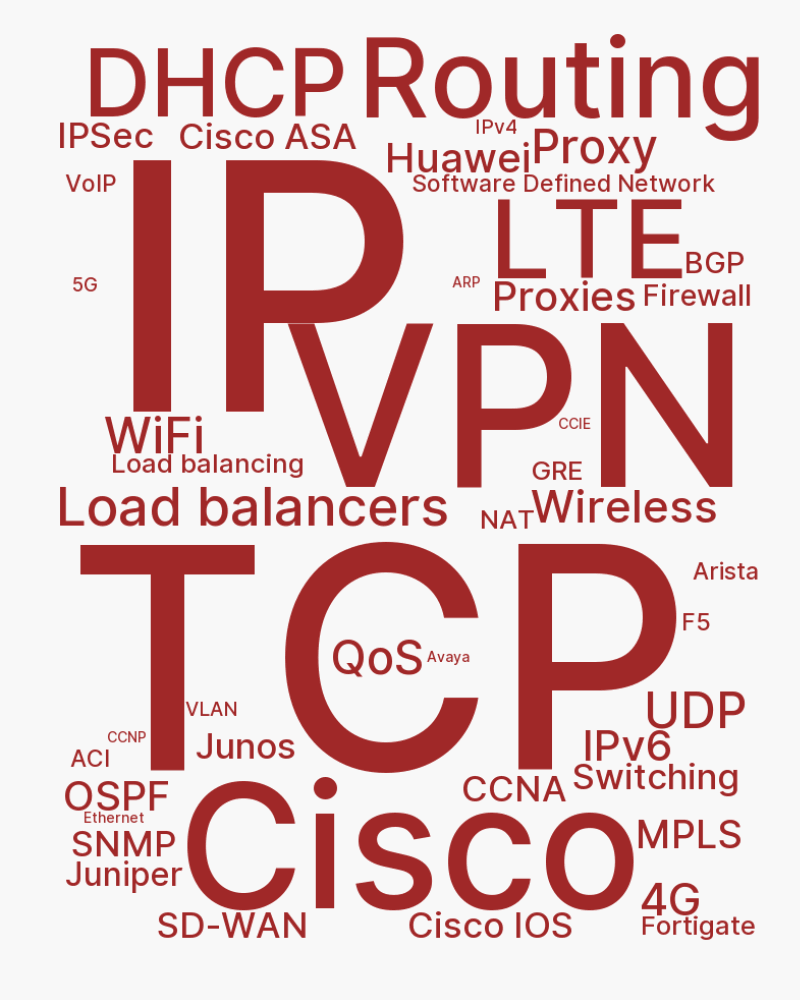 DHCP
Routing
IPv4
IPSec
Cisco ASA
Proxy
Huawei
VoIP
Software Defined Network
IP
LTE
BGP
5G
ARP
Proxies
Firewall
VPN
CCIE
WiFi
Load balancing
GRE
Load balancers
Wireless
NAT
TCP
Arista
F5
QoS
Avaya
VLAN
UDP
CCNP
Junos
IPv6
ACI
Switching
CCNA
OSPF
Ethernet
Cisco
MPLS
SNMP
Juniper
4G
SD-WAN
Cisco IOS
Fortigate